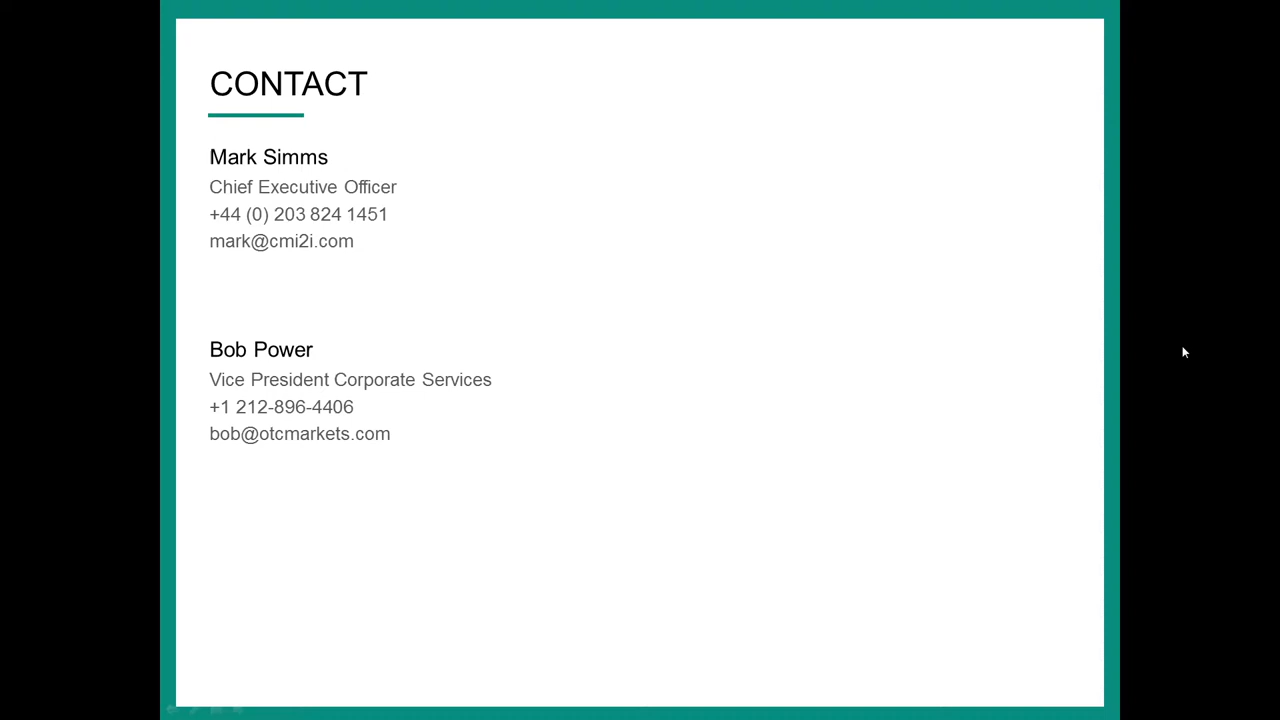 CONTACT
Mark Simms
Chief Executive Officer
+44 (0) 203 824 1451
mark@cmi2i.com
Bob Power
Vice President Corporate Services
+1 212-896-4406
bob@otcmarkets.com